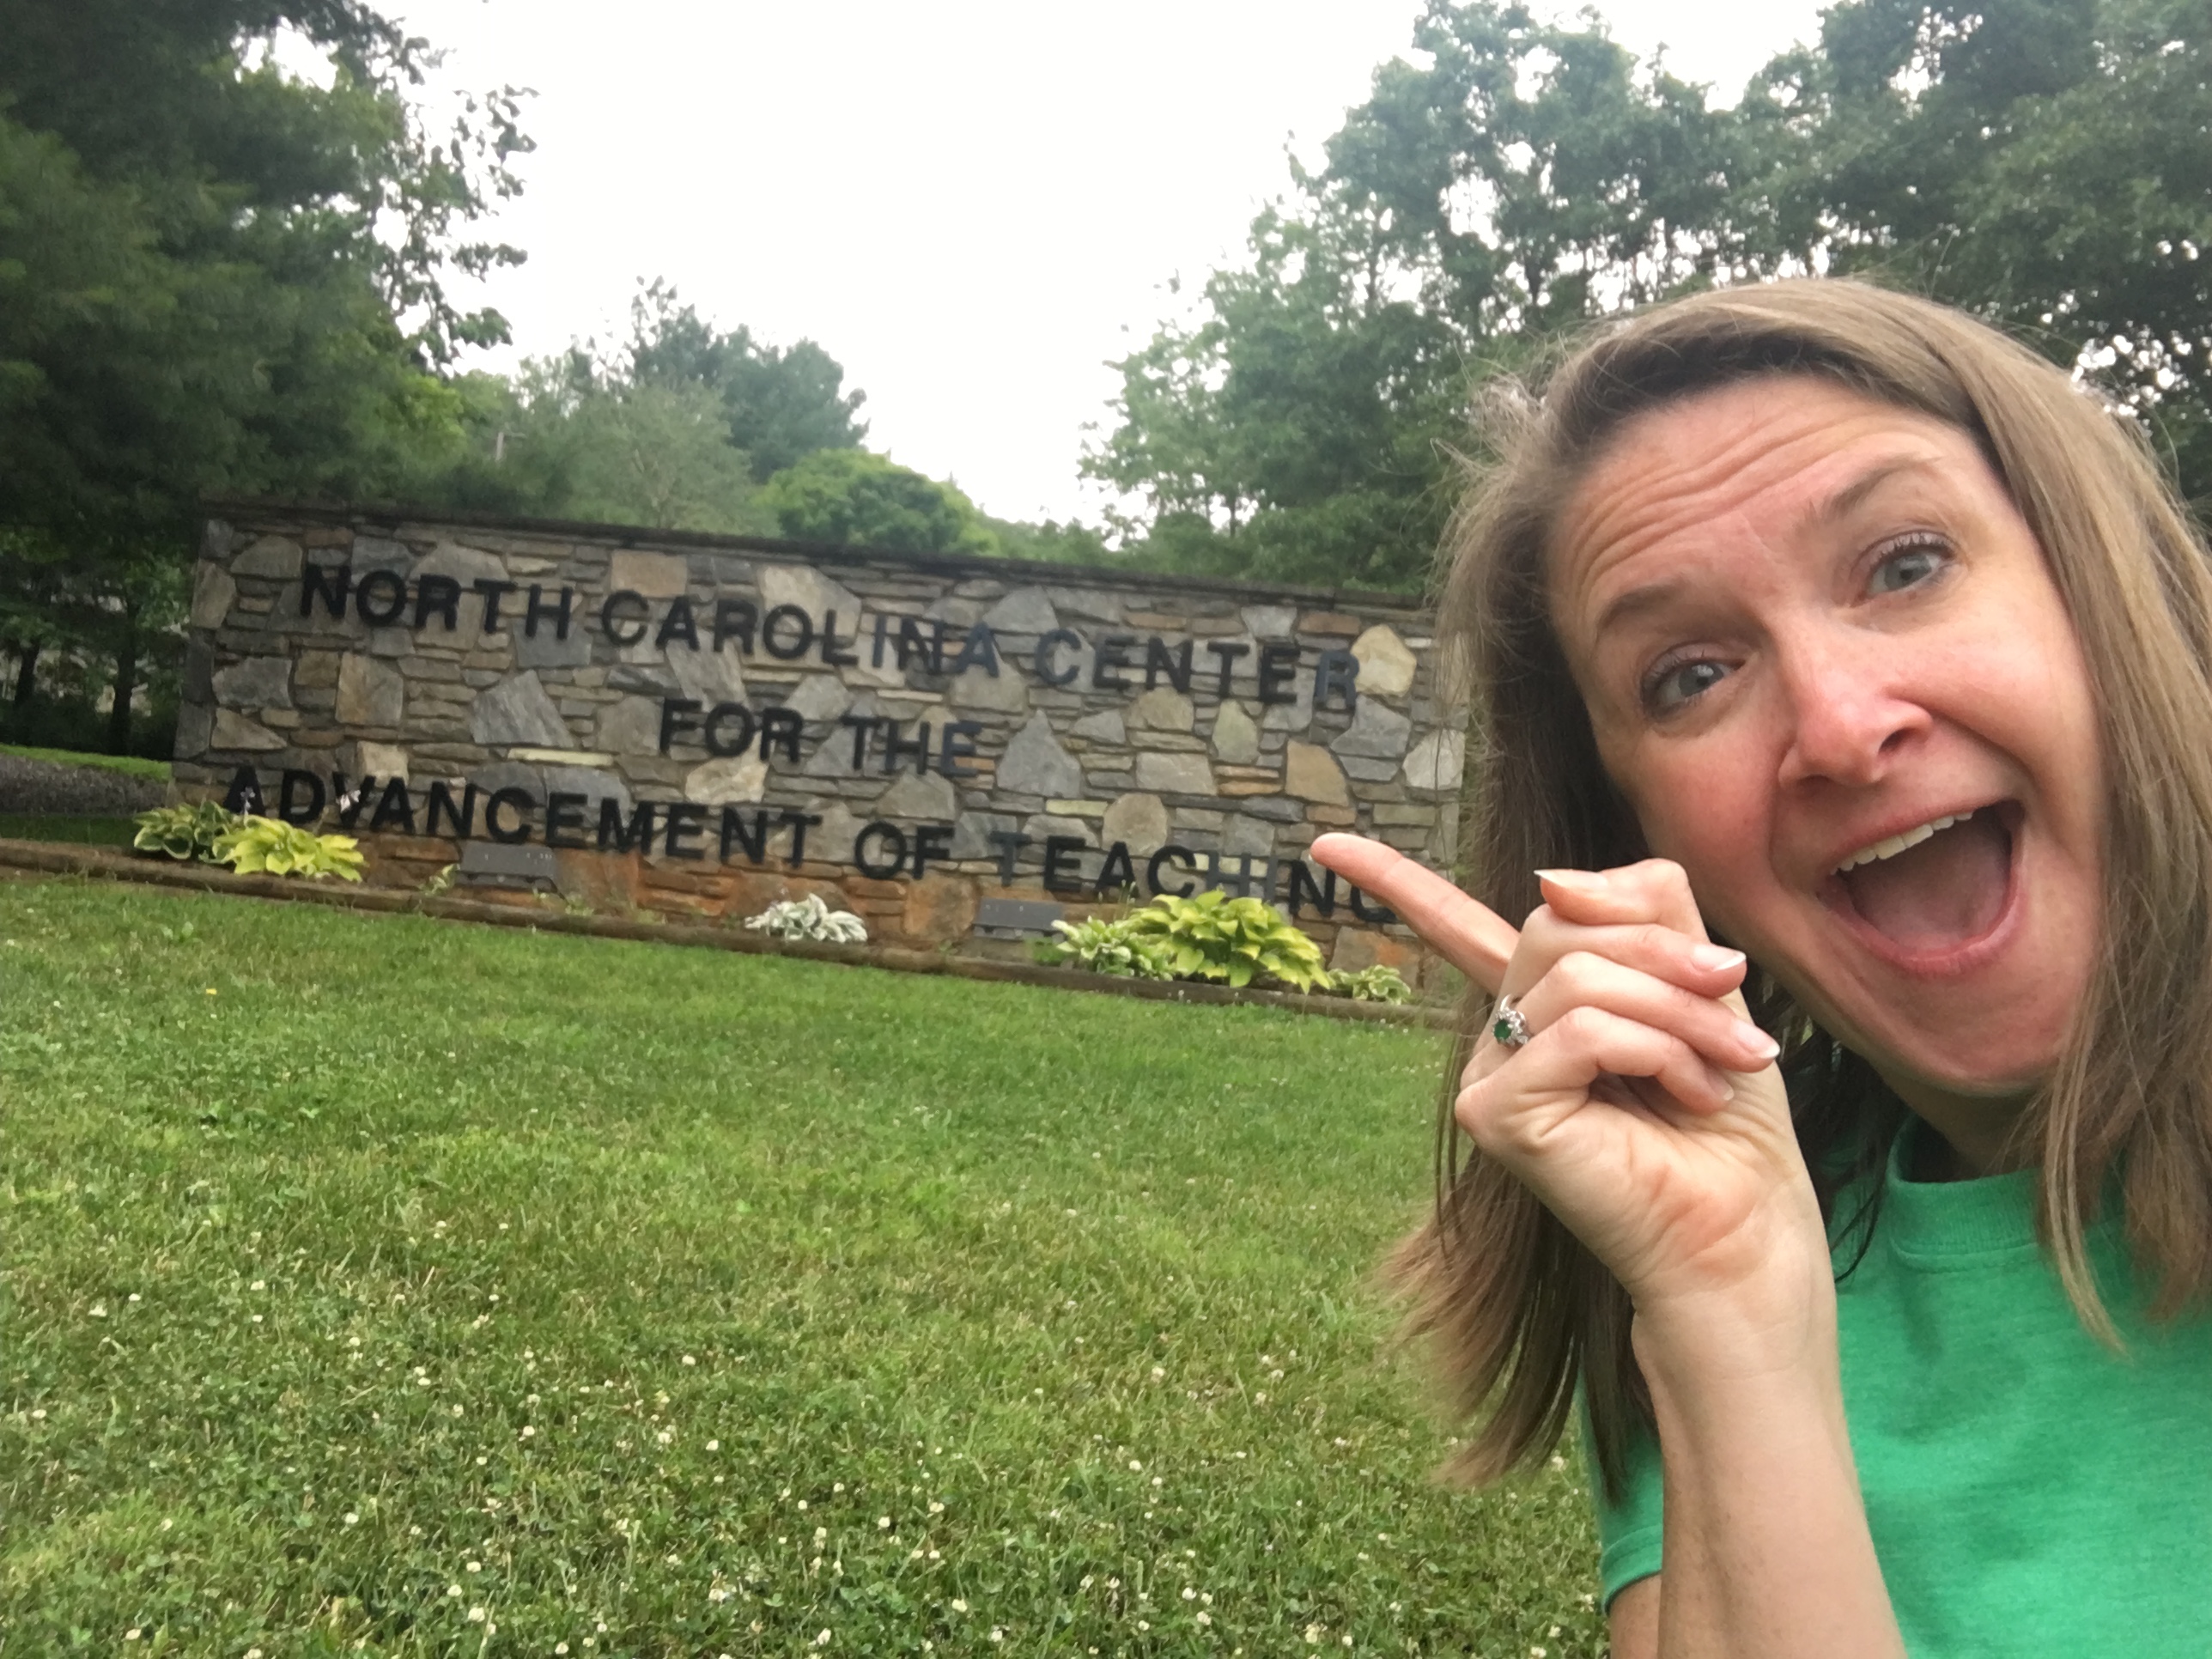 NORTH CAROLINA CENTER
FOR THE
ADVANCEMENT OF TEACHING